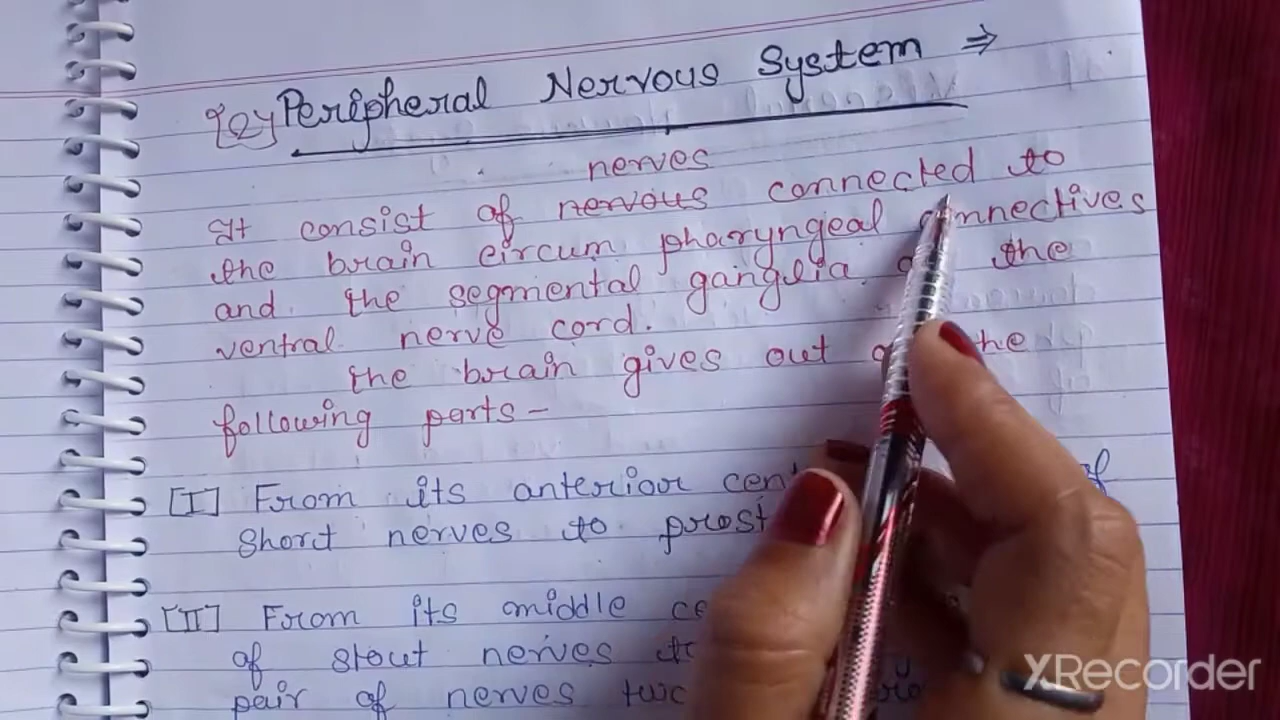 {2} Peripheral Nervous System ⇒
nerves
It consist of nervous connected to
the brain circum pharyngeal connectives
and the segmental ganglia the
ventral nerve cord.
the brain gives out the
following parts -
[I] From its anterior of
short nerves to
[II] From its middle
of stout nerves
pair of nerves
XRecorder